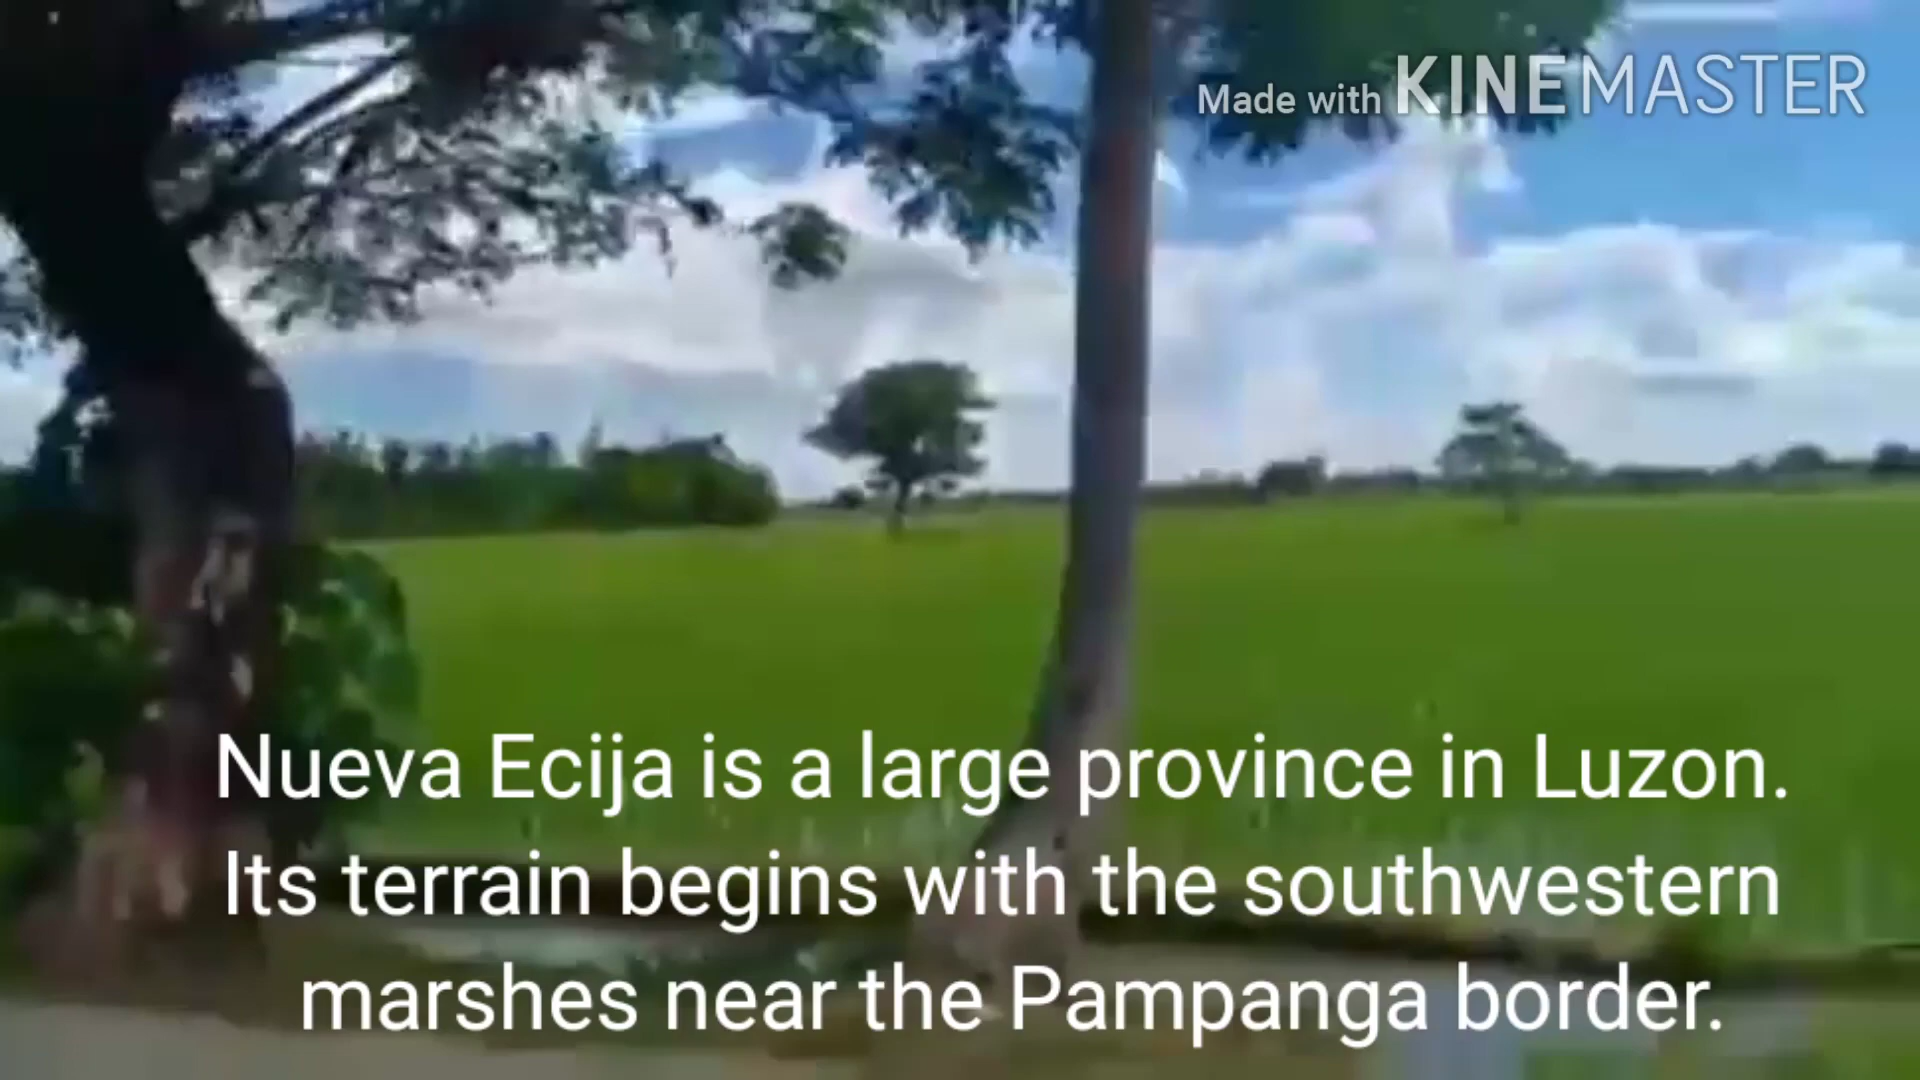 Made with KINEMASTER
Nueva Ecija is a large province in Luzon.
Its terrain begins with the southwestern
marshes near the Pampanga border.